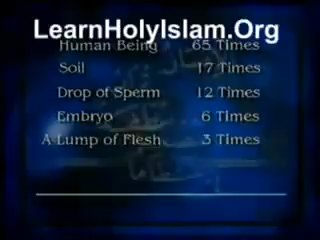 LearnHolyIslam.Org
Human Being 65 Times
Soil 17 Times
Drop of Sperm 12 Times
Embryo 6 Times
A Lump of Flesh 3 Times